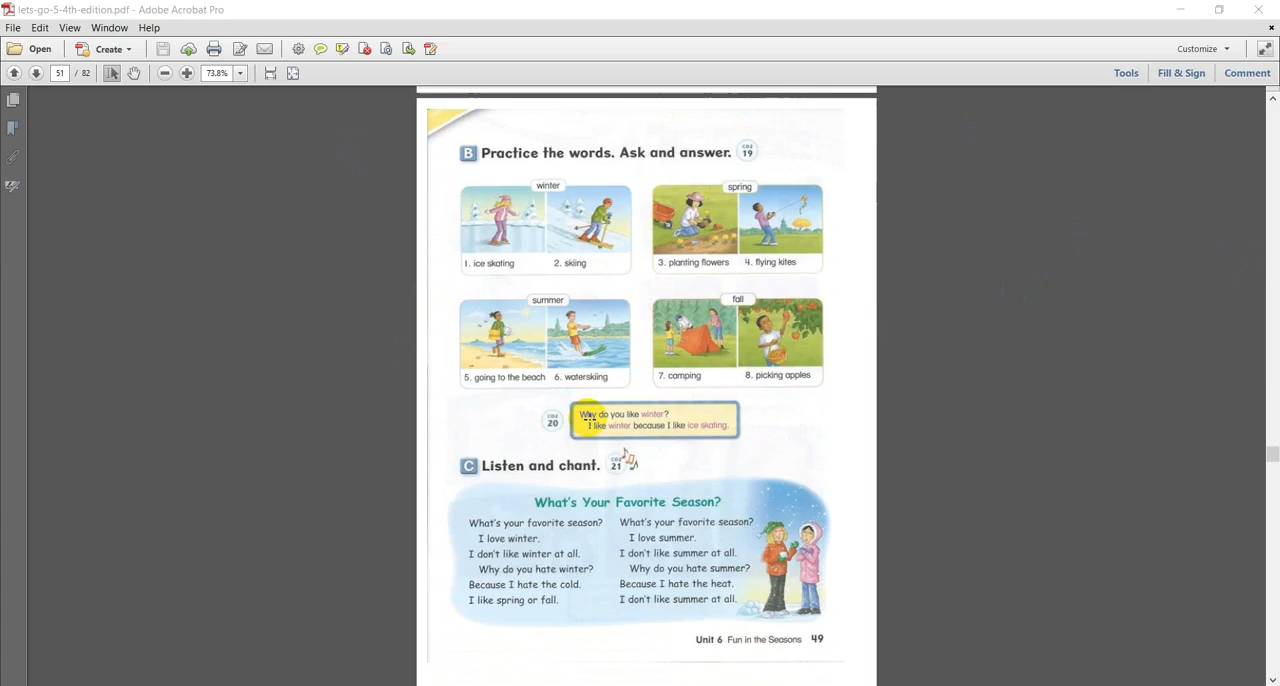 lets-go-5-4th-edition.pdf - Adobe Acrobat Pro
File Edit View Window Help
Open Create Customize
51 / 82 73.8% Tools Fill & Sign Comment
B Practice the words. Ask and answer. CD2 19
winter
1. ice skating 2. skiing
spring
3. planting flowers 4. flying kites
summer
5. going to the beach 6. waterskiing
fall
7. camping 8. picking apples
CD2 20
Why do you like winter?
I like winter because I like ice skating.
C Listen and chant. CD2 21
What's Your Favorite Season?
What's your favorite season?
I love winter.
I don't like winter at all.
Why do you hate winter?
Because I hate the cold.
I like spring or fall.
What's your favorite season?
I love summer.
I don't like summer at all.
Why do you hate summer?
Because I hate the heat.
I don't like summer at all.
Unit 6 Fun in the Seasons 49